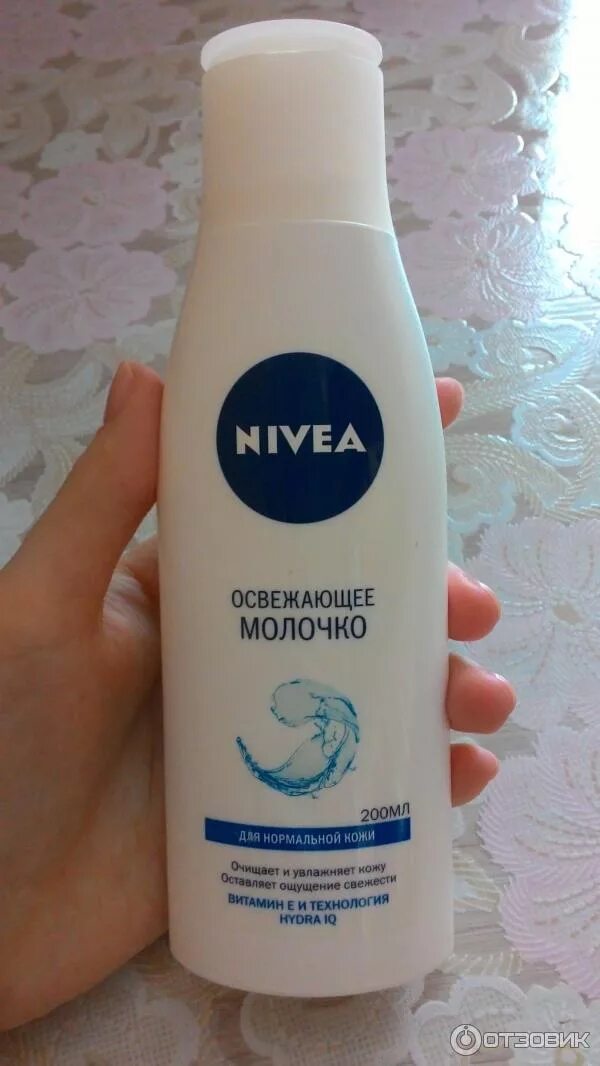 NIVEA
ОСВЕЖАЮЩЕЕ
МОЛОЧКО
200МЛ
ДЛЯ НОРМАЛЬНОЙ КОЖИ
Очищает и увлажняет кожу
Оставляет ощущение свежести
ВИТАМИН Е И ТЕХНОЛОГИЯ
HYDRA IQ
ОТЗОВИК